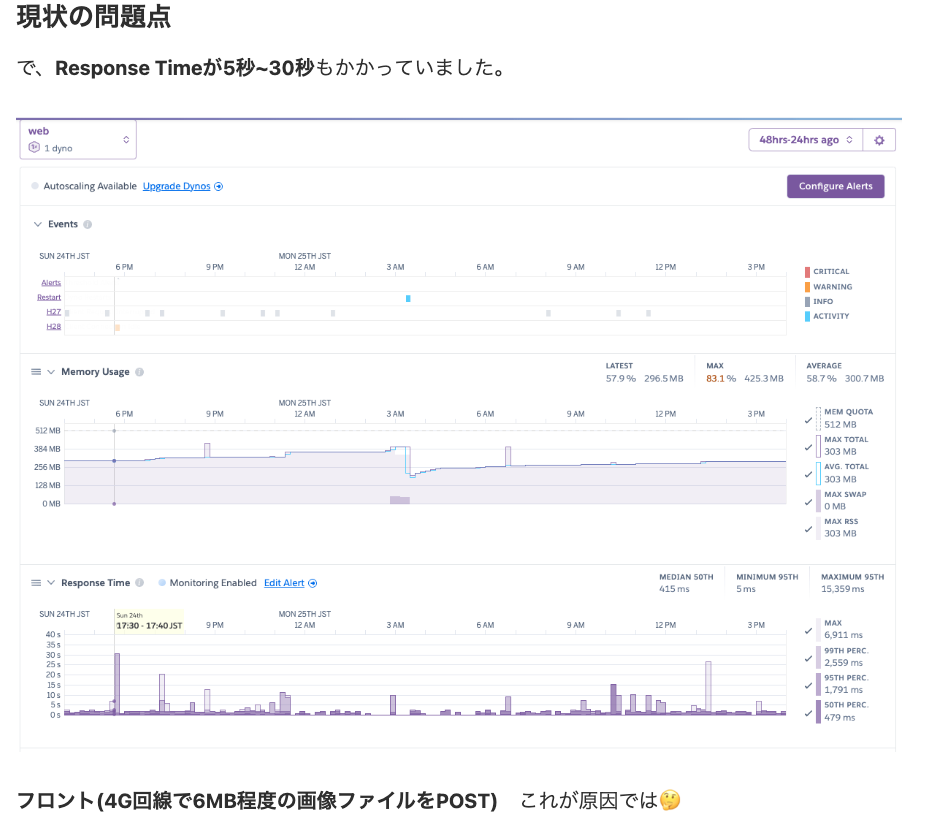 現状の問題点
で、Response Timeが5秒~30秒もかかっていました。
web
1 dyno
48hrs-24hrs ago
Autoscaling Available Upgrade Dynos
Configure Alerts
Events
SUN 24TH JST MON 25TH JST
6 PM 9 PM 12 AM 3 AM 6 AM 9 AM 12 PM 3 PM
Alerts
Restart
H27
H28
CRITICAL
WARNING
INFO
ACTIVITY
Memory Usage
LATEST MAX AVERAGE
57.9 % 296.5 MB 83.1 % 425.3 MB 58.7 % 300.7 MB
SUN 24TH JST MON 25TH JST
6 PM 9 PM 12 AM 3 AM 6 AM 9 AM 12 PM 3 PM
512 MB
384 MB
256 MB
128 MB
0 MB
MEM QUOTA
512 MB
MAX TOTAL
303 MB
AVG. TOTAL
303 MB
MAX SWAP
0 MB
MAX RSS
303 MB
Response Time Monitoring Enabled Edit Alert
MEDIAN 50TH MINIMUM 95TH MAXIMUM 95TH
415 ms 5 ms 15,359 ms
SUN 24TH JST MON 25TH JST
Sun 24th
17:30 - 17:40 JST
9 PM 12 AM 3 AM 6 AM 9 AM 12 PM 3 PM
40 s
35 s
30 s
25 s
20 s
15 s
10 s
5 s
0 s
MAX
6,911 ms
99TH PERC.
2,559 ms
95TH PERC.
1,791 ms
50TH PERC.
479 ms
フロント(4G回線で6MB程度の画像ファイルをPOST) これが原因では🤔